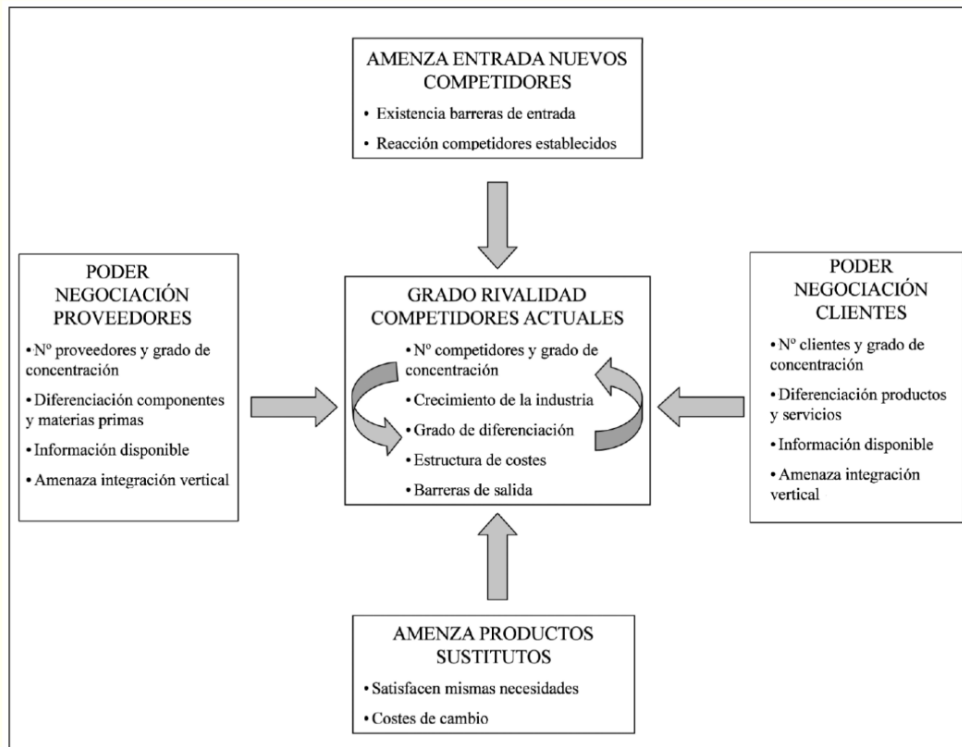 AMENZA ENTRADA NUEVOS
COMPETIDORES
• Existencia barreras de entrada
• Reacción competidores establecidos
PODER
NEGOCIACIÓN
PROVEEDORES
• Nº proveedores y grado de
concentración
• Diferenciación componentes
y materias primas
• Información disponible
• Amenaza integración vertical
GRADO RIVALIDAD
COMPETIDORES ACTUALES
• Nº competidores y grado de
concentración
• Crecimiento de la industria
• Grado de diferenciación
• Estructura de costes
• Barreras de salida
PODER
NEGOCIACIÓN
CLIENTES
• Nº clientes y grado de
concentración
• Diferenciación productos
y servicios
• Información disponible
• Amenaza integración
vertical
AMENZA PRODUCTOS
SUSTITUTOS
• Satisfacen mismas necesidades
• Costes de cambio